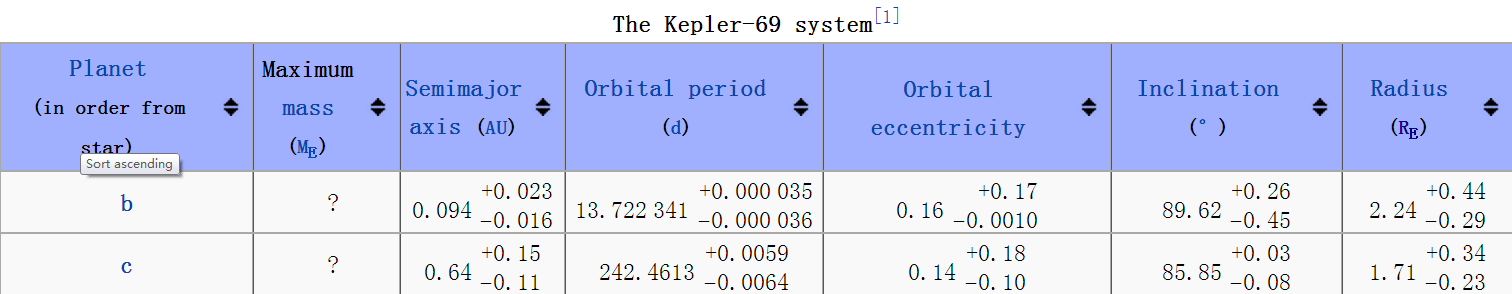 The Kepler-69 system[1]
Planet (in order from star) Maximum mass (ME) Semimajor axis (AU) Orbital period (d) Orbital eccentricity Inclination (°) Radius (RE)
Sort ascending
b ? 0.094 +0.023 −0.016 13.722 341 +0.000 035 −0.000 036 0.16 +0.17 −0.0010 89.62 +0.26 −0.45 2.24 +0.44 −0.29
c ? 0.64 +0.15 −0.11 242.4613 +0.0059 −0.0064 0.14 +0.18 −0.10 85.85 +0.03 −0.08 1.71 +0.34 −0.23